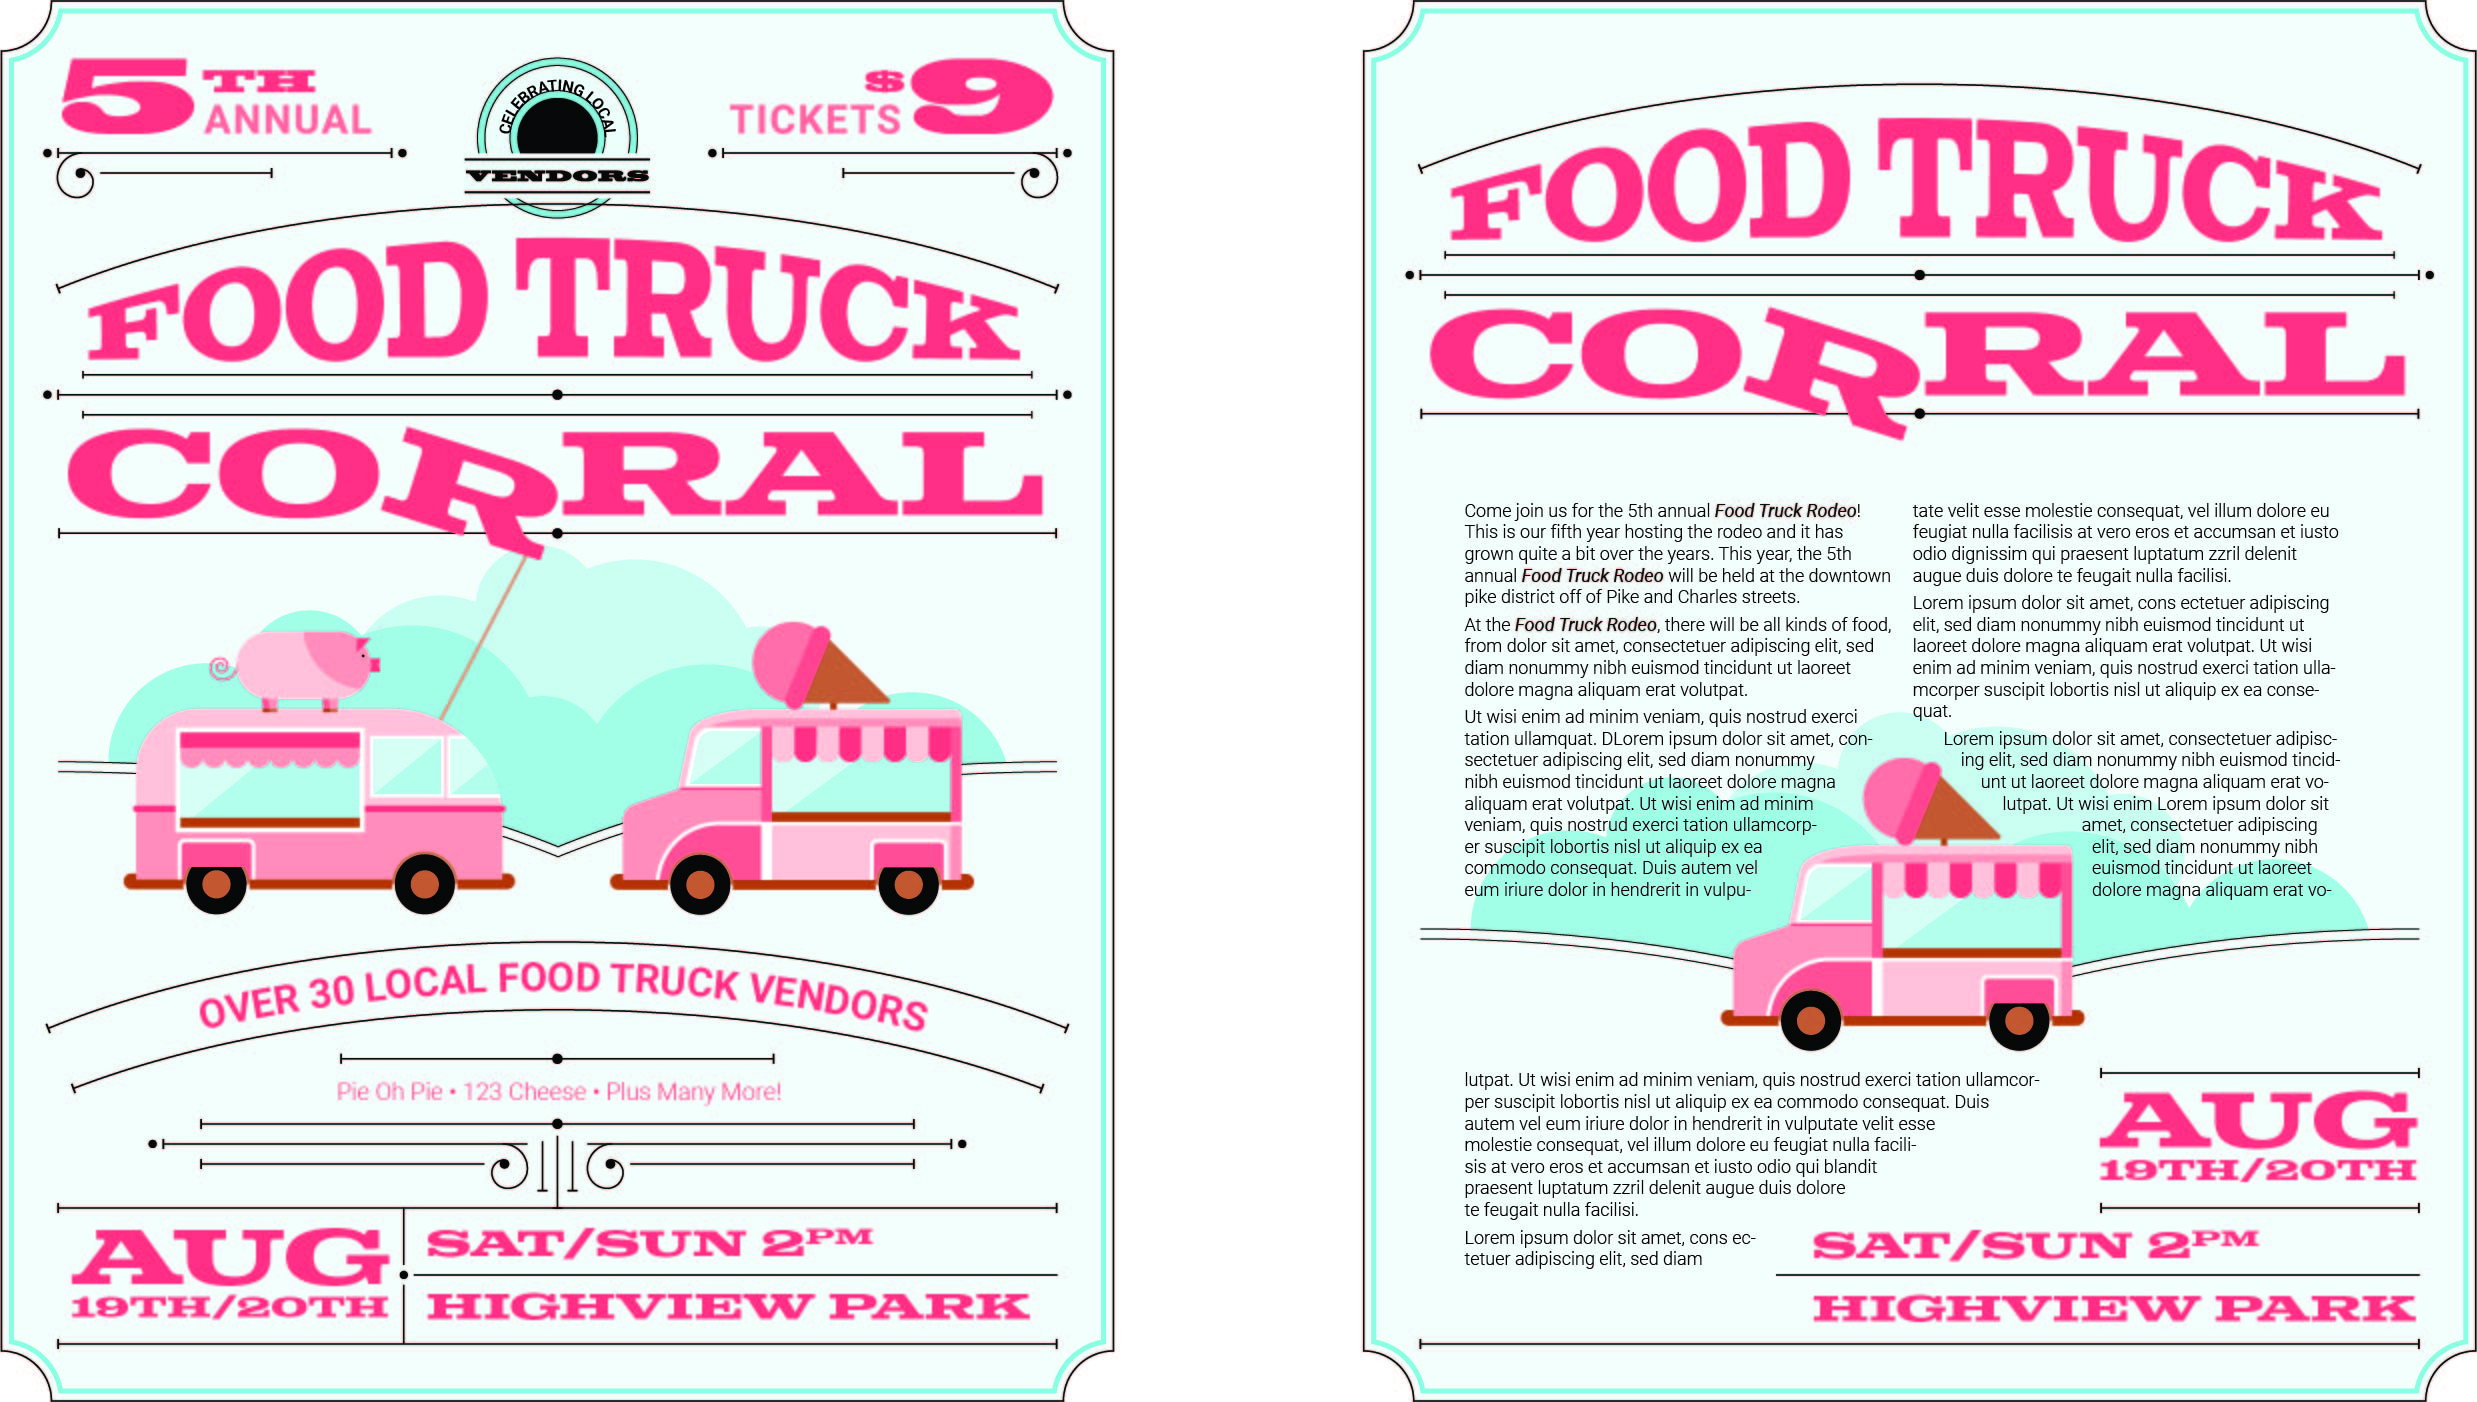 5TH
ANNUAL
CELEBRATING LOCAL
VENDORS
$9
TICKETS
FOOD TRUCK
CORRAL
OVER 30 LOCAL FOOD TRUCK VENDORS
Pie Oh Pie • 123 Cheese • Plus Many More!
AUG
19TH/20TH
SAT/SUN 2PM
HIGHVIEW PARK
FOOD TRUCK
CORRAL
Come join us for the 5th annual Food Truck Rodeo!
This is our fifth year hosting the rodeo and it has
grown quite a bit over the years. This year, the 5th
annual Food Truck Rodeo will be held at the downtown
pike district off of Pike and Charles streets.
At the Food Truck Rodeo, there will be all kinds of food,
from dolor sit amet, consectetuer adipiscing elit, sed
diam nonummy nibh euismod tincidunt ut laoreet
dolore magna aliquam erat volutpat.
Ut wisi enim ad minim veniam, quis nostrud exerci
tation ullamquat. DLorem ipsum dolor sit amet, con-
sectetuer adipiscing elit, sed diam nonummy
nibh euismod tincidunt ut laoreet dolore magna
aliquam erat volutpat. Ut wisi enim ad minim
veniam, quis nostrud exerci tation ullamcorp-
er suscipit lobortis nisl ut aliquip ex ea
commodo consequat. Duis autem vel
eum iriure dolor in hendrerit in vulpu-
tate velit esse molestie consequat, vel illum dolore eu
feugiat nulla facilisis at vero eros et accumsan et iusto
odio dignissim qui praesent luptatum zzril delenit
augue duis dolore te feugait nulla facilisi.
Lorem ipsum dolor sit amet, cons ectetuer adipiscing
elit, sed diam nonummy nibh euismod tincidunt ut
laoreet dolore magna aliquam erat volutpat. Ut wisi
enim ad minim veniam, quis nostrud exerci tation ulla-
mcorper suscipit lobortis nisl ut aliquip ex ea conse-
quat.
Lorem ipsum dolor sit amet, consectetuer adipisc-
ing elit, sed diam nonummy nibh euismod tincid-
unt ut laoreet dolore magna aliquam erat vo-
lutpat. Ut wisi enim Lorem ipsum dolor sit
amet, consectetuer adipiscing
elit, sed diam nonummy nibh
euismod tincidunt ut laoreet
dolore magna aliquam erat vo-
lutpat. Ut wisi enim ad minim veniam, quis nostrud exerci tation ullamcor-
per suscipit lobortis nisl ut aliquip ex ea commodo consequat. Duis
autem vel eum iriure dolor in hendrerit in vulputate velit esse
molestie consequat, vel illum dolore eu feugiat nulla facili-
sis at vero eros et accumsan et iusto odio qui blandit
praesent luptatum zzril delenit augue duis dolore
te feugait nulla facilisi.
Lorem ipsum dolor sit amet, cons ec-
tetuer adipiscing elit, sed diam
AUG
19TH/20TH
SAT/SUN 2PM
HIGHVIEW PARK